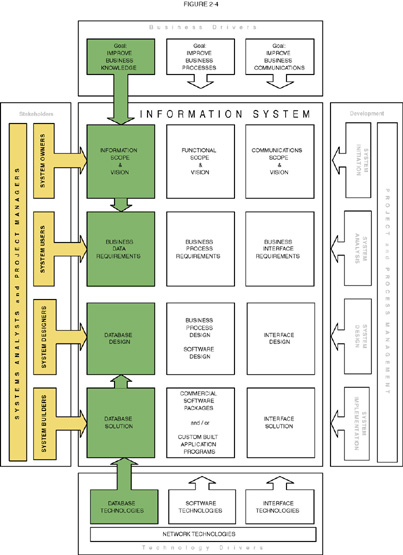 FIGURE 2-4
Business Drivers
Goal:
IMPROVE
BUSINESS
KNOWLEDGE
Goal:
IMPROVE
BUSINESS
PROCESSES
Goal:
IMPROVE
BUSINESS
COMMUNICATIONS
Stakeholders
INFORMATION SYSTEM
Development
SYSTEMS ANALYSTS and PROJECT MANAGERS
SYSTEM OWNERS
INFORMATION
SCOPE
&
VISION
FUNCTIONAL
SCOPE
&
VISION
COMMUNICATIONS
SCOPE
&
VISION
SYSTEM
INITIATION
PROJECT and PROCESS MANAGEMENT
SYSTEM USERS
BUSINESS
DATA
REQUIREMENTS
BUSINESS
PROCESS
REQUIREMENTS
BUSINESS
INTERFACE
REQUIREMENTS
SYSTEM
ANALYSIS
SYSTEM DESIGNERS
DATABASE
DESIGN
BUSINESS
PROCESS
DESIGN
SOFTWARE
DESIGN
INTERFACE
DESIGN
SYSTEM
DESIGN
SYSTEM BUILDERS
DATABASE
SOLUTION
COMMERCIAL
SOFTWARE
PACKAGES
and / or
CUSTOM BUILT
APPLICATION
PROGRAMS
INTERFACE
SOLUTION
SYSTEM
IMPLEMENTATION
DATABASE
TECHNOLOGIES
SOFTWARE
TECHNOLOGIES
INTERFACE
TECHNOLOGIES
NETWORK TECHNOLOGIES
Technology Drivers